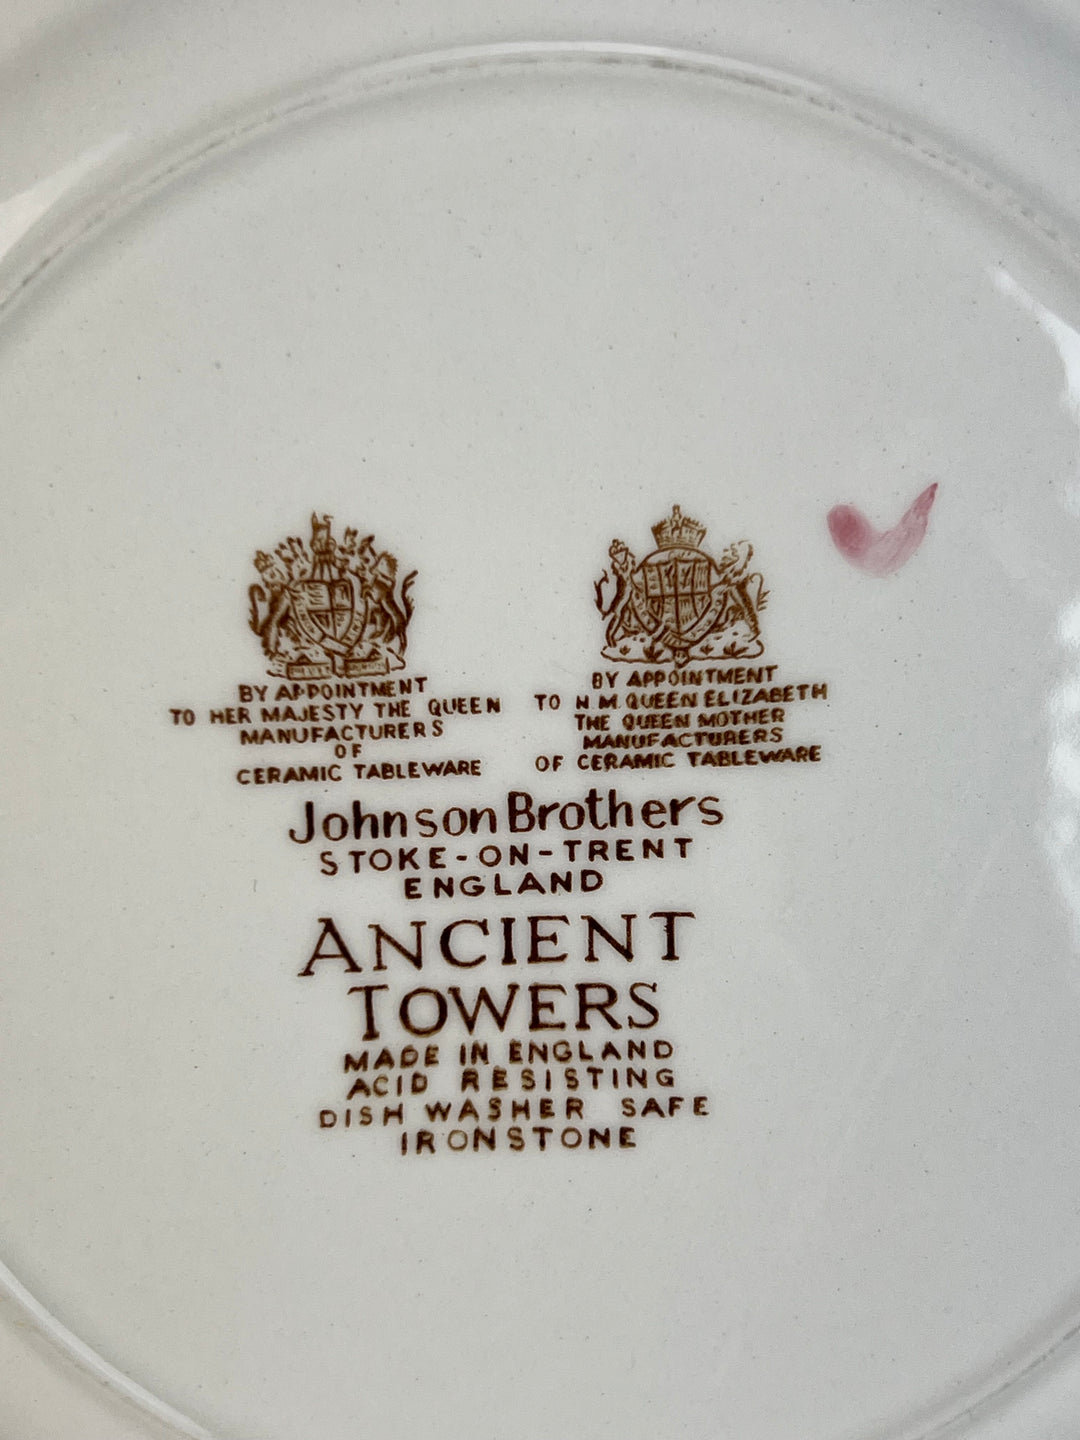 BY APPOINTMENT
TO HER MAJESTY THE QUEEN
MANUFACTURERS
OF
CERAMIC TABLEWARE
BY APPOINTMENT
TO H M QUEEN ELIZABETH
THE QUEEN MOTHER
MANUFACTURERS
OF CERAMIC TABLEWARE
Johnson Brothers
STOKE-ON-TRENT
ENGLAND
ANCIENT
TOWERS
MADE IN ENGLAND
ACID RESISTING
DISH WASHER SAFE
IRONSTONE